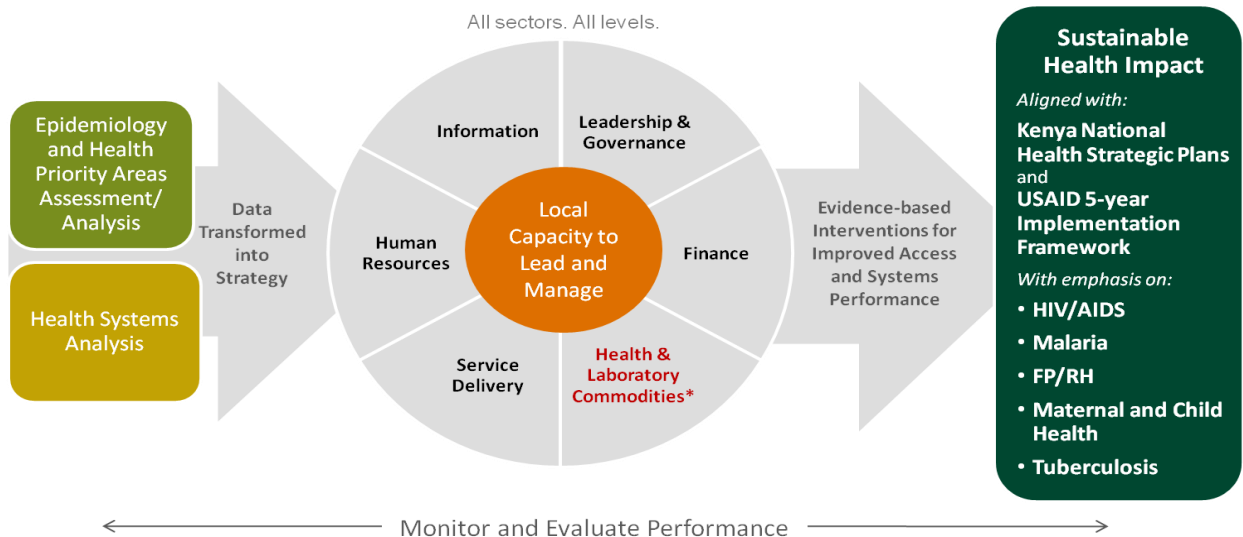 All sectors. All levels.
Epidemiology
and Health
Priority Areas
Assessment/
Analysis
Health Systems
Analysis
Data
Transformed
into
Strategy
Information
Leadership &
Governance
Human
Resources
Local
Capacity to
Lead and
Manage
Finance
Service
Delivery
Health &
Laboratory
Commodities*
Evidence-based
Interventions for
Improved Access
and Systems
Performance
Sustainable
Health Impact
Aligned with:
Kenya National
Health Strategic Plans
and
USAID 5-year
Implementation
Framework
With emphasis on:
• HIV/AIDS
• Malaria
• FP/RH
• Maternal and Child
Health
• Tuberculosis
Monitor and Evaluate Performance